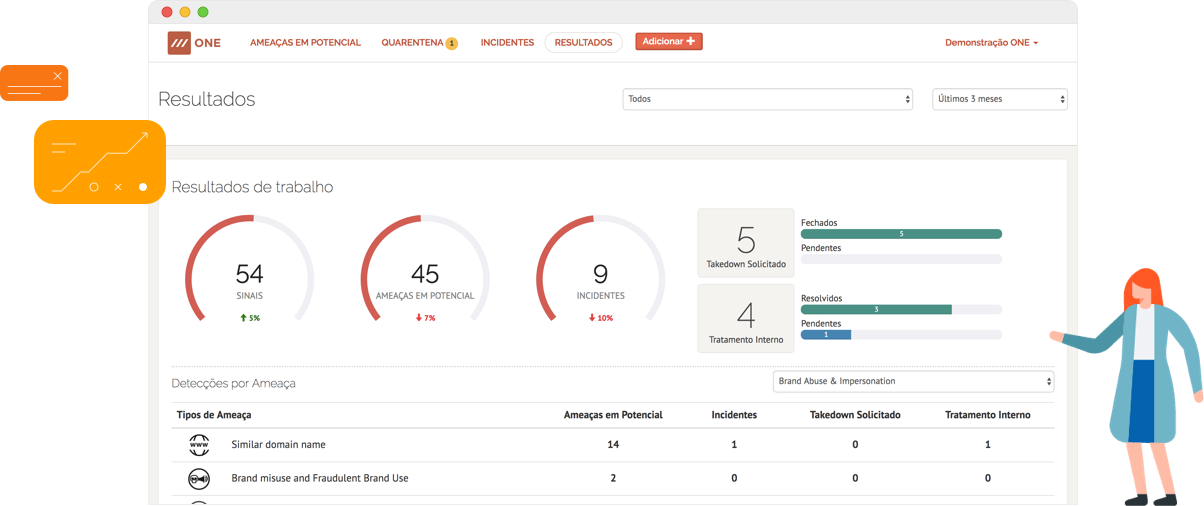 ONE
AMEAÇAS EM POTENCIAL
QUARENTENA 1
INCIDENTES
RESULTADOS
Adicionar +
Demonstração ONE
Resultados
Todos
Últimos 3 meses
Resultados de trabalho
54
SINAIS
5%
45
AMEAÇAS EM POTENCIAL
7%
9
INCIDENTES
10%
5
Takedown Solicitado
Fechados
5
Pendentes
4
Tratamento Interno
Resolvidos
3
Pendentes
1
Detecções por Ameaça
Brand Abuse & Impersonation
Tipos de Ameaça Ameaças em Potencial Incidentes Takedown Solicitado Tratamento Interno
WWW Similar domain name 14 1 0 1
Brand misuse and Fraudulent Brand Use 2 0 0 0